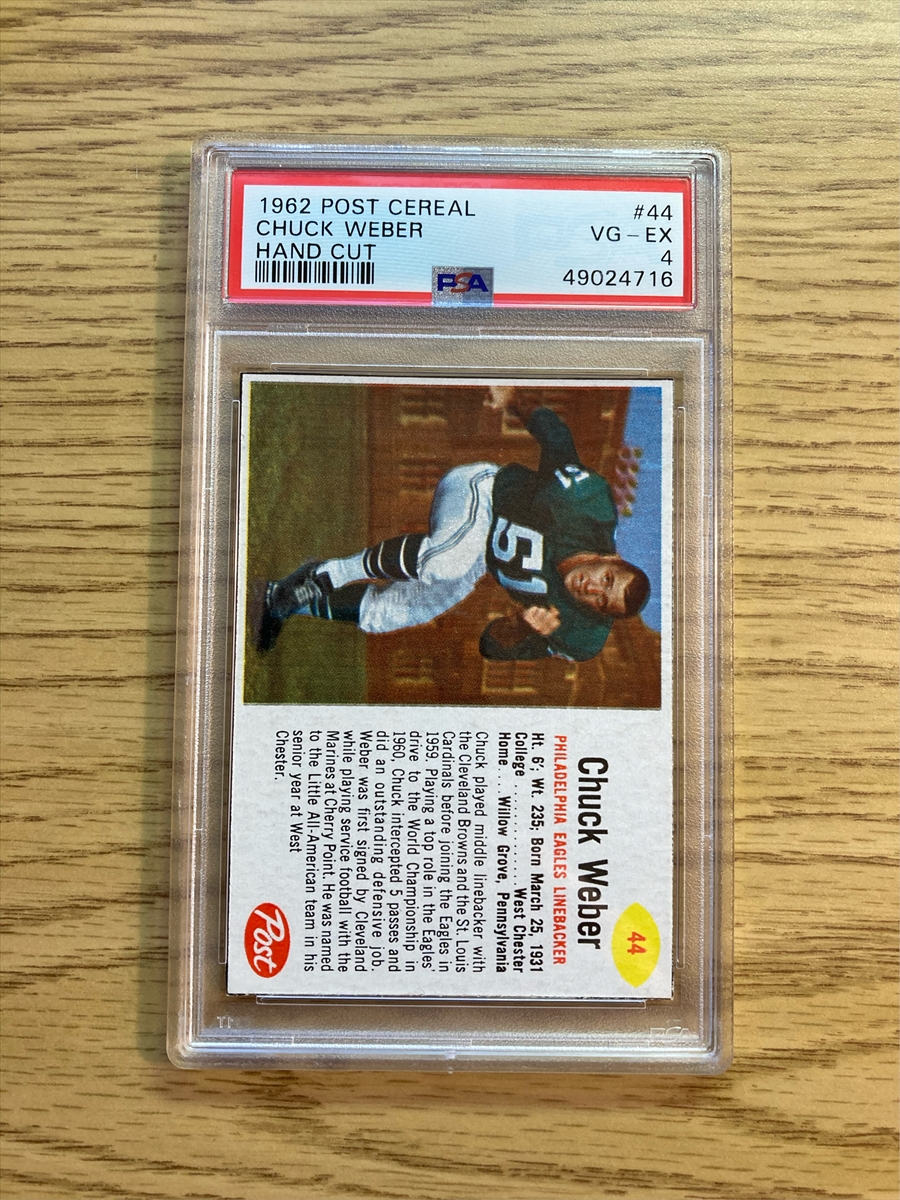 1962 POST CEREAL #44
CHUCK WEBER VG-EX
HAND CUT 4
PSA 49024716
51
51
44
Chuck Weber
PHILADELPHIA EAGLES LINEBACKER
Ht. 6'; Wt. 235; Born March 25, 1931
College .............. West Chester
Home ... Willow Grove, Pennsylvania
Chuck played middle linebacker with
the Cleveland Browns and the St. Louis
Cardinals before joining the Eagles in
1959. Playing a top role in the Eagles'
drive to the World Championship in
1960, Chuck intercepted 5 passes and
did an outstanding defensive job.
Weber was first signed by Cleveland
while playing service football with the
Marines at Cherry Point. He was named
to the Little All-American team in his
senior year at West
Chester.
Post